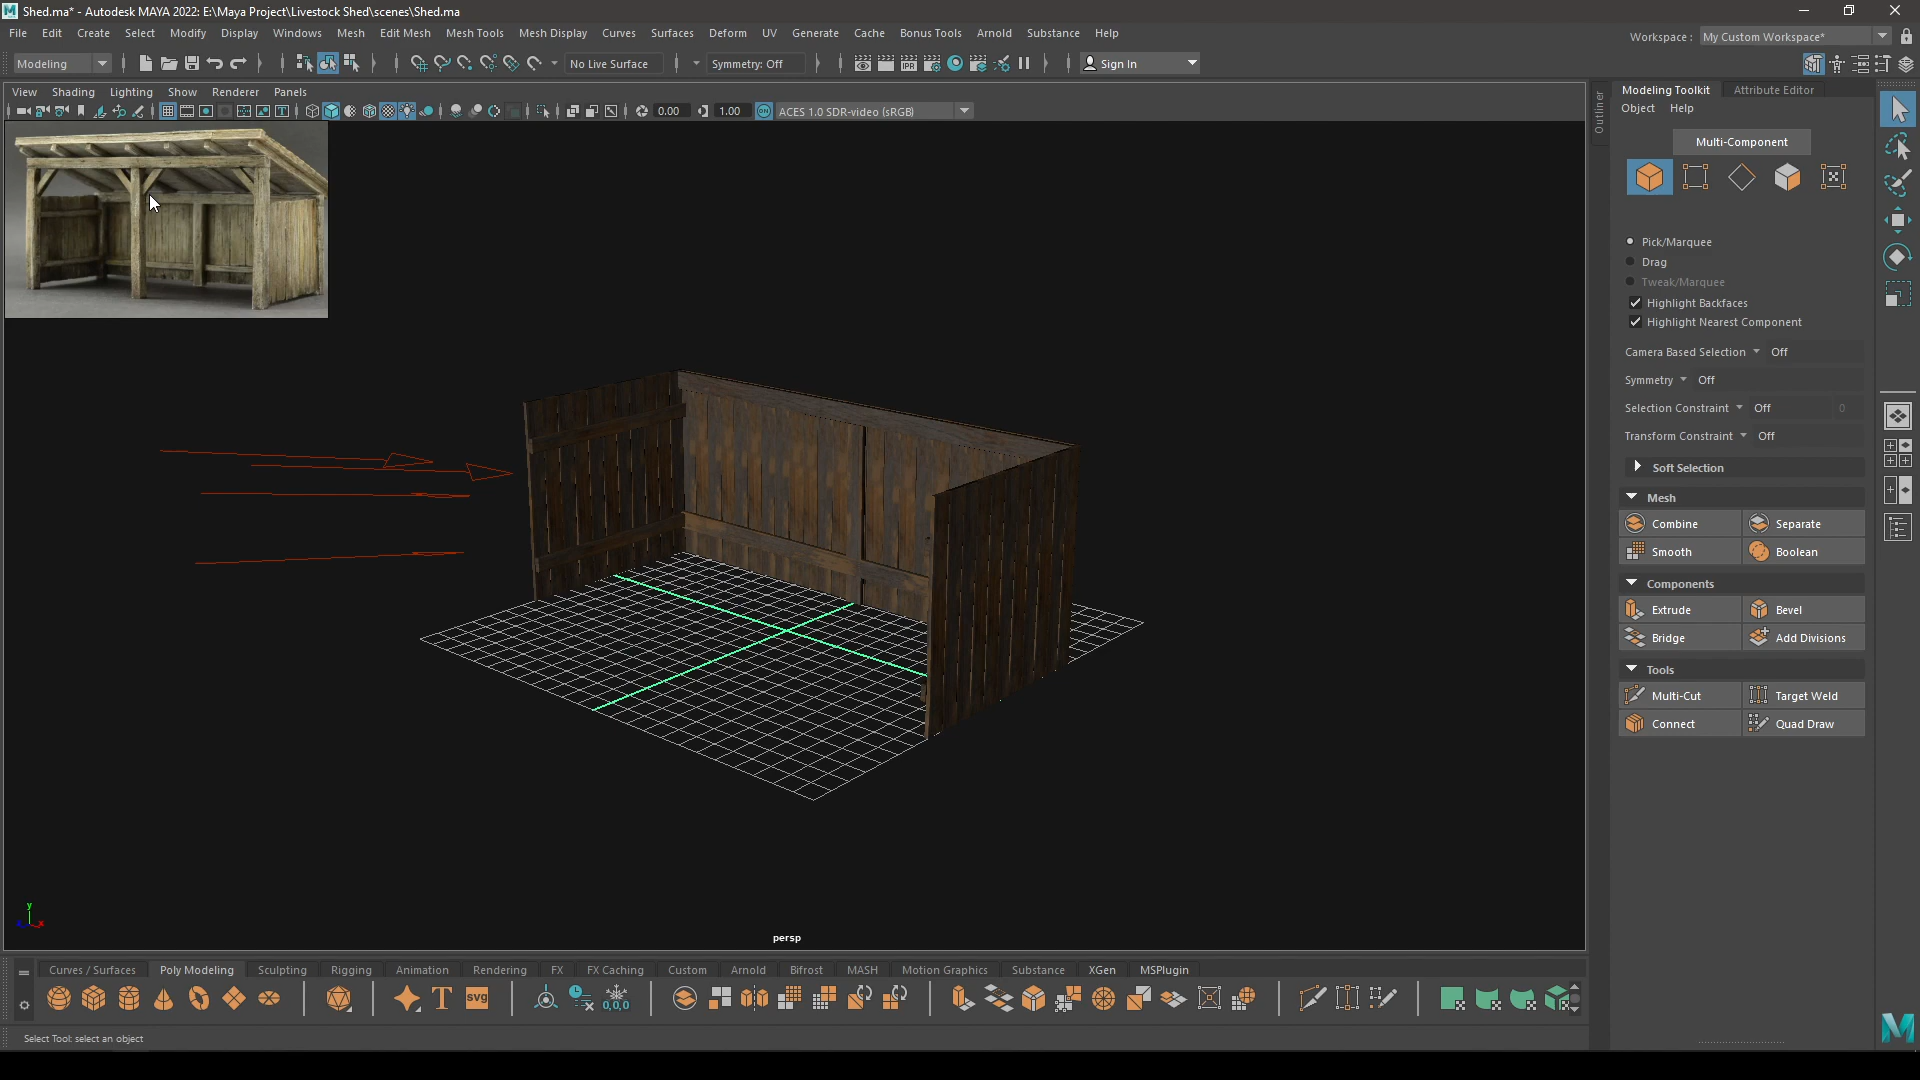 Shed.ma* - Autodesk MAYA 2022: E:\Maya Project\Livestock Shed\scenes\Shed.ma
File Edit Create Select Modify Display Windows Mesh Edit Mesh Mesh Tools Mesh Display Curves Surfaces Deform UV Generate Cache Bonus Tools Arnold Substance Help
Workspace : My Custom Workspace*
Modeling No Live Surface Symmetry: Off Sign In
View Shading Lighting Show Renderer Panels
0.00 1.00 ACES 1.0 SDR-video (sRGB)
Outliner
Modeling Toolkit Attribute Editor
Object Help
Multi-Component
Pick/Marquee
Drag
Tweak/Marquee
Highlight Backfaces
Highlight Nearest Component
Camera Based Selection Off
Symmetry Off
Selection Constraint Off 0
Transform Constraint Off
Soft Selection
Mesh
Combine Separate
Smooth Boolean
Components
Extrude Bevel
Bridge Add Divisions
Tools
Multi-Cut Target Weld
Connect Quad Draw
y
persp
Curves / Surfaces Poly Modeling Sculpting Rigging Animation Rendering FX FX Caching Custom Arnold Bifrost MASH Motion Graphics Substance XGen MSPlugin
T svg 0,0,0
Select Tool: select an object